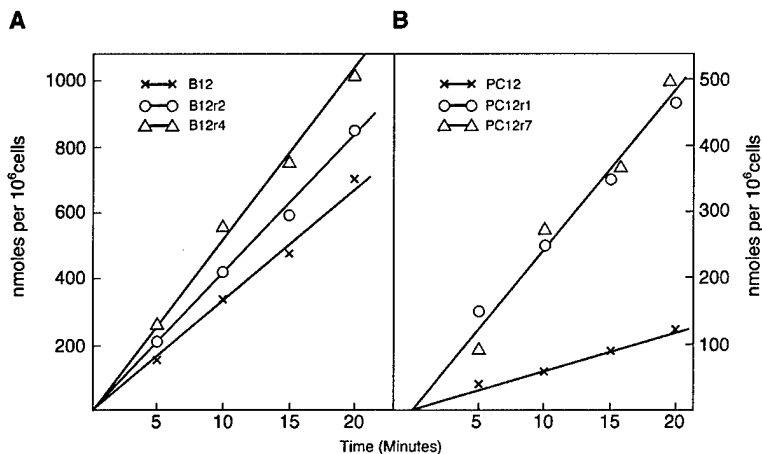 A
B
nmoles per 10⁶cells
1000
800
600
400
200
B12
B12r2
B12r4
5
10
15
20
PC12
PC12r1
PC12r7
5
10
15
20
500
400
300
200
100
nmoles per 10⁶cells
Time (Minutes)